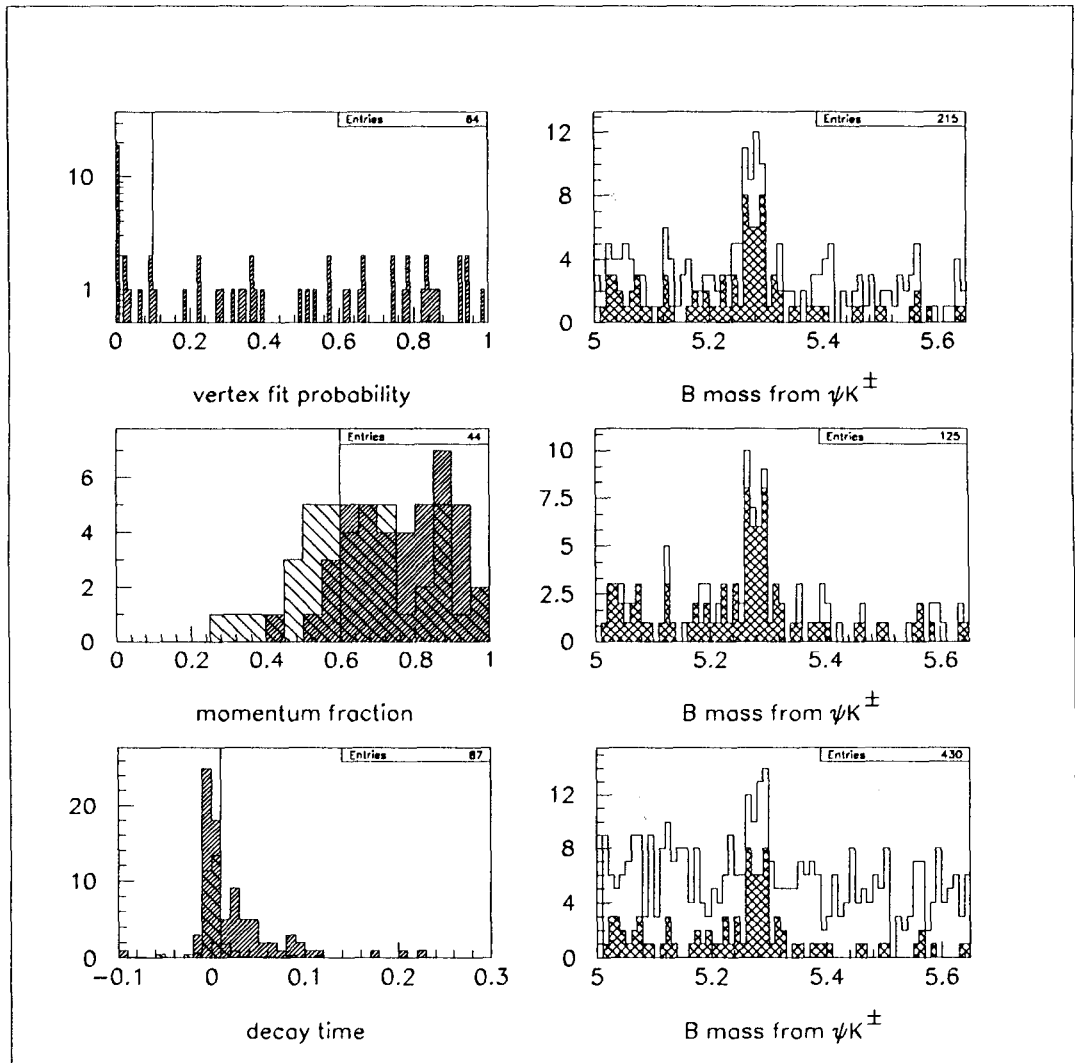 Entries 64
10
1
0 0.2 0.4 0.6 0.8 1
vertex fit probability
Entries 215
12
8
4
0
5 5.2 5.4 5.6
B mass from ψK±
Entries 44
6
4
2
0
0 0.2 0.4 0.6 0.8 1
momentum fraction
Entries 125
10
7.5
5
2.5
0
5 5.2 5.4 5.6
B mass from ψK±
Entries 87
20
10
0
−0.1 0 0.1 0.2 0.3
decay time
Entries 430
12
8
4
0
5 5.2 5.4 5.6
B mass from ψK±